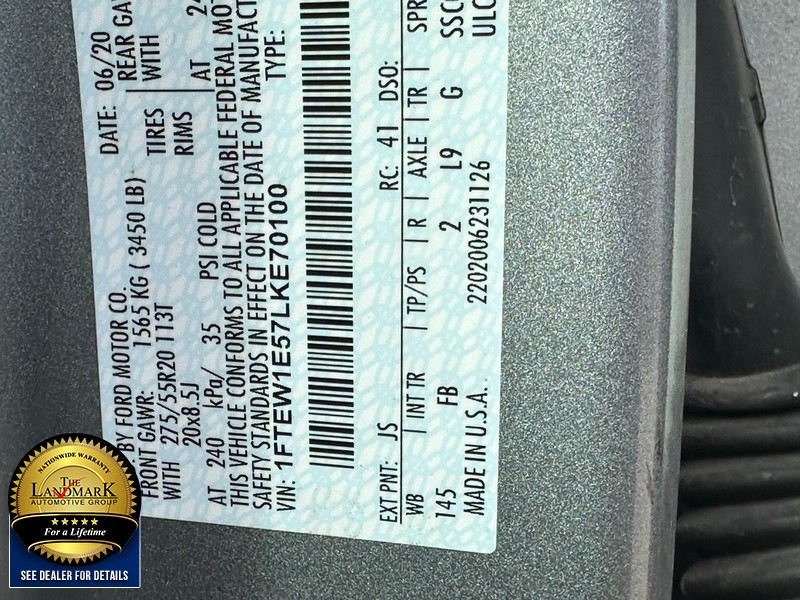 BY FORD MOTOR CO.
DATE: 06/20
FRONT GAWR: 1565 KG ( 3450 LB)
REAR GA
WITH 275/55R20 113T TIRES
WITH
20x8.5J RIMS
AT 240 kPa/ 35 PSI COLD AT 2
THIS VEHICLE CONFORMS TO ALL APPLICABLE FEDERAL MOT
SAFETY STANDARDS IN EFFECT ON THE DATE OF MANUFACT
VIN: 1FTEW1E57LKE70100
TYPE:
EXT PNT: JS RC: 41 DSO:
WB INT TR TP/PS R AXLE TR SPR
145 FB 2 L9 G SSC
MADE IN U.S.A. 2202006231126 ULC
NATIONWIDE WARRANTY
THE
LANDMARK
AUTOMOTIVE GROUP
For a Lifetime
SEE DEALER FOR DETAILS